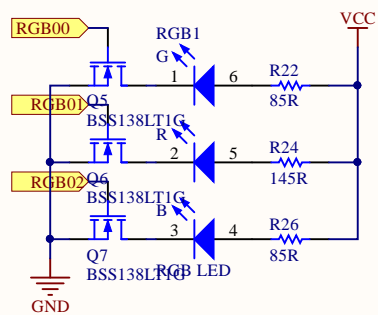 RGB00
RGB1
VCC
G
1
6
R22
85R
Q5
BSS138LT1G
RGB01
R
2
5
R24
145R
Q6
BSS138LT1G
RGB02
B
3
4
R26
85R
Q7
BSS138LT1G
RGB LED
GND